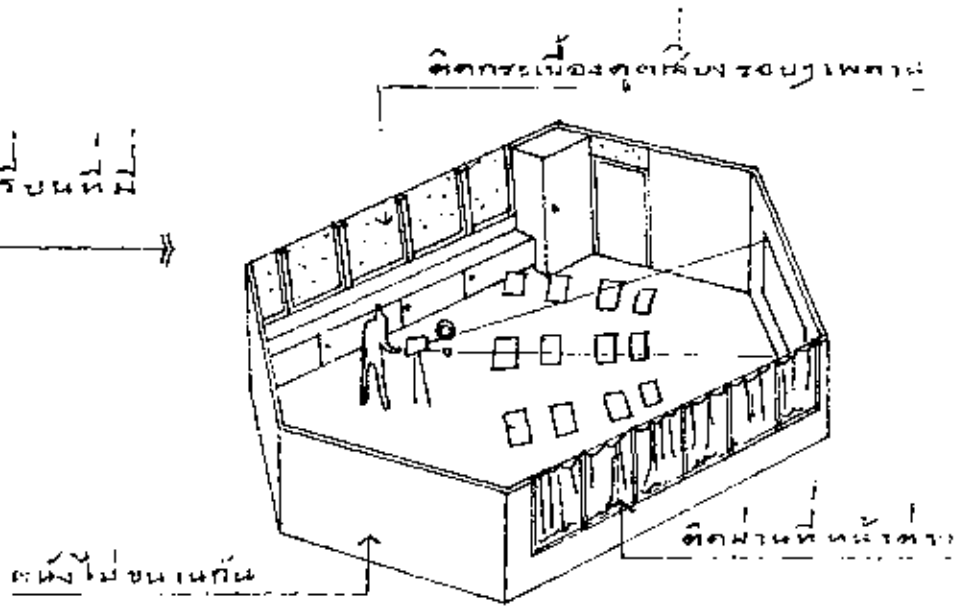 ติดกระเบื้องดูดเสียงรอบๆเพดาน
ติดม่านที่หน้าต่าง
ผนังไม่ขนานกัน